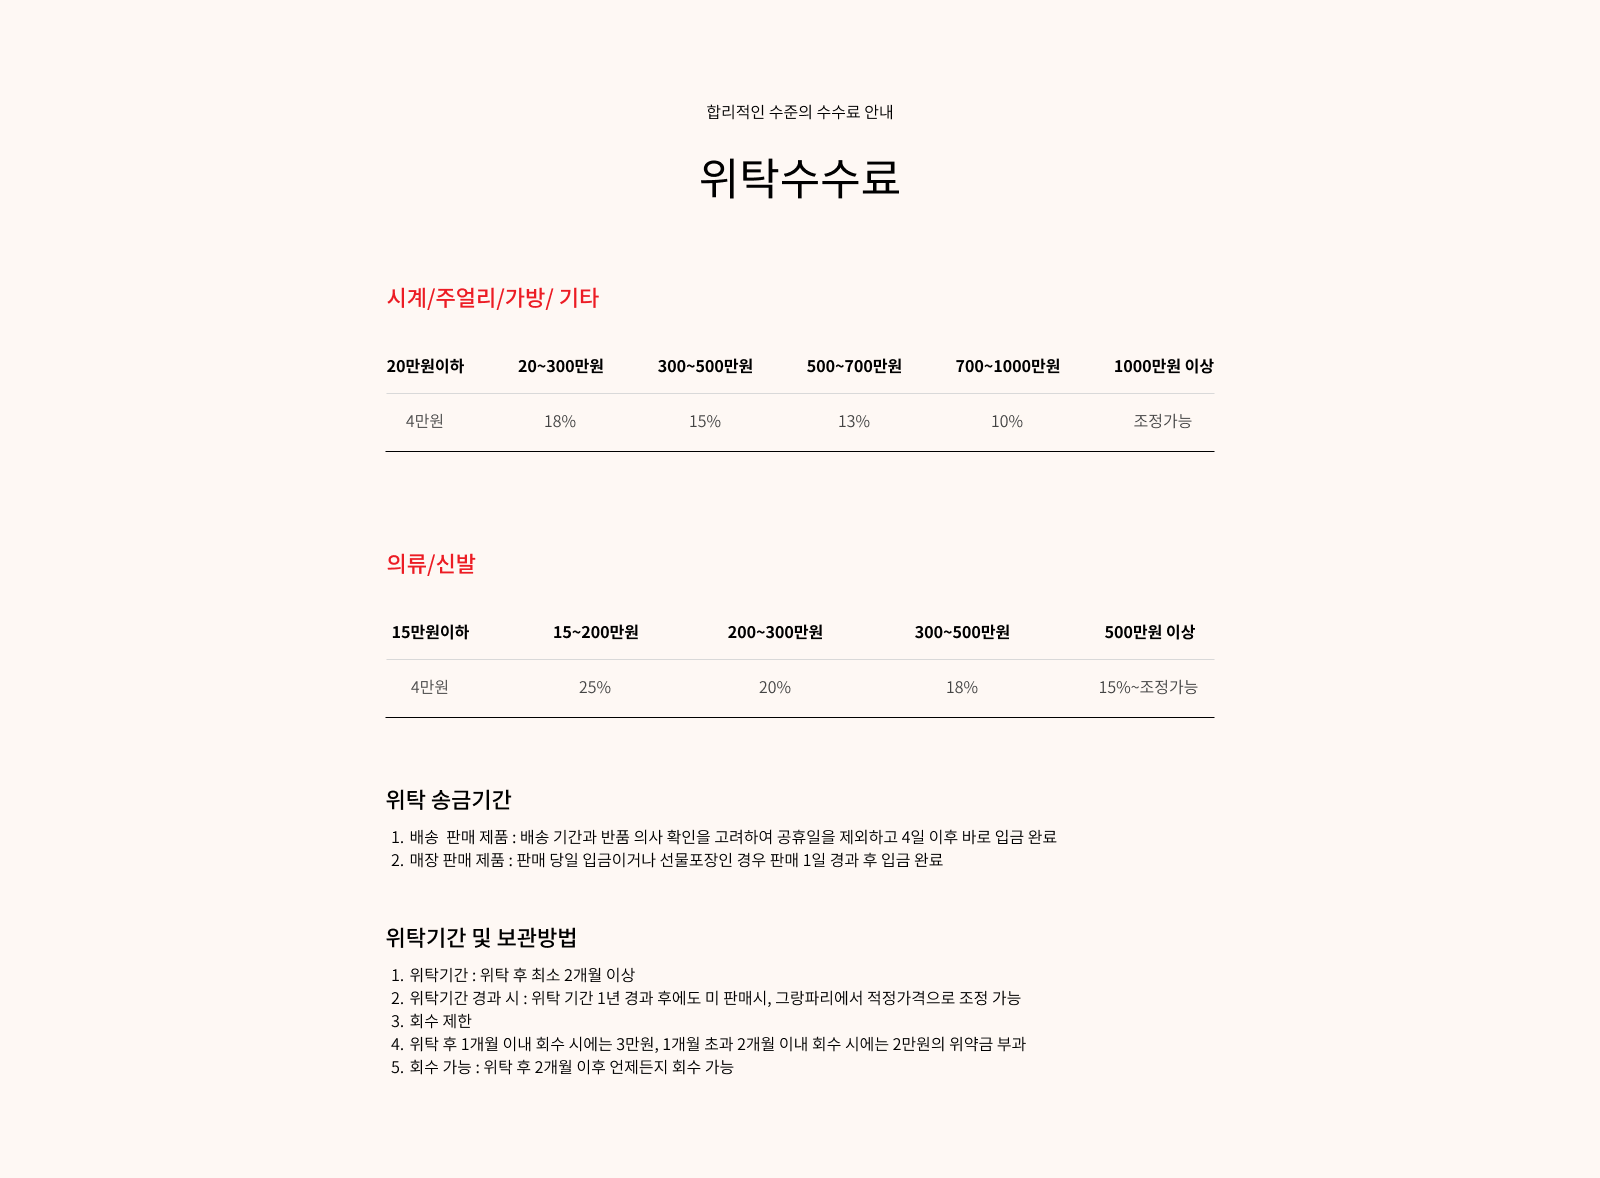 합리적인 수준의 수수료 안내
위탁수수료
시계/주얼리/가방/ 기타
20만원이하 20~300만원 300~500만원 500~700만원 700~1000만원 1000만원 이상
4만원 18% 15% 13% 10% 조정가능
의류/신발
15만원이하 15~200만원 200~300만원 300~500만원 500만원 이상
4만원 25% 20% 18% 15%~조정가능
위탁 송금기간
1. 배송  판매 제품 : 배송 기간과 반품 의사 확인을 고려하여 공휴일을 제외하고 4일 이후 바로 입금 완료
2. 매장 판매 제품 : 판매 당일 입금이거나 선물포장인 경우 판매 1일 경과 후 입금 완료
위탁기간 및 보관방법
1. 위탁기간 : 위탁 후 최소 2개월 이상
2. 위탁기간 경과 시 : 위탁 기간 1년 경과 후에도 미 판매시, 그랑파리에서 적정가격으로 조정 가능
3. 회수 제한
4. 위탁 후 1개월 이내 회수 시에는 3만원, 1개월 초과 2개월 이내 회수 시에는 2만원의 위약금 부과
5. 회수 가능 : 위탁 후 2개월 이후 언제든지 회수 가능